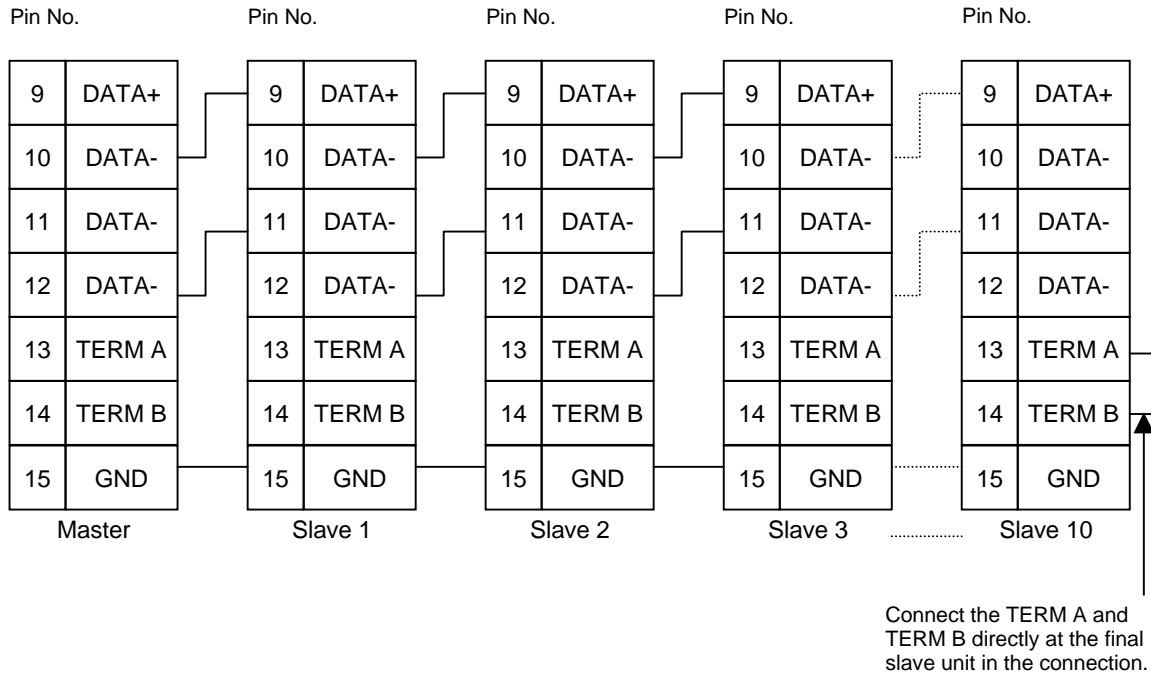 Pin No. Pin No. Pin No. Pin No. Pin No.
9 DATA+ 9 DATA+ 9 DATA+ 9 DATA+ 9 DATA+
10 DATA- 10 DATA- 10 DATA- 10 DATA- 10 DATA-
11 DATA- 11 DATA- 11 DATA- 11 DATA- 11 DATA-
12 DATA- 12 DATA- 12 DATA- 12 DATA- 12 DATA-
13 TERM A 13 TERM A 13 TERM A 13 TERM A 13 TERM A
14 TERM B 14 TERM B 14 TERM B 14 TERM B 14 TERM B
15 GND 15 GND 15 GND 15 GND 15 GND
Master Slave 1 Slave 2 Slave 3 Slave 10
Connect the TERM A and
TERM B directly at the final
slave unit in the connection.